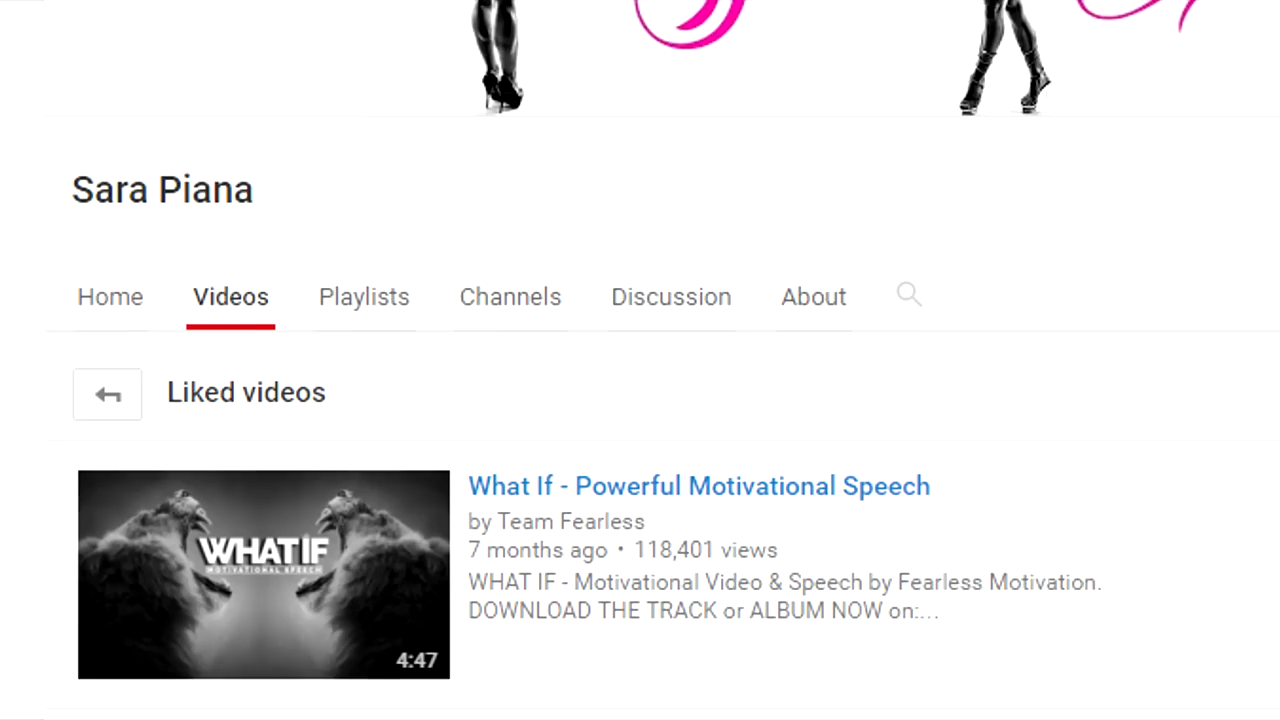 Sara Piana
Home Videos Playlists Channels Discussion About
Liked videos
WHAT IF
MOTIVATIONAL SPEECH
4:47
What If - Powerful Motivational Speech
by Team Fearless
7 months ago • 118,401 views
WHAT IF - Motivational Video & Speech by Fearless Motivation.
DOWNLOAD THE TRACK or ALBUM NOW on:...